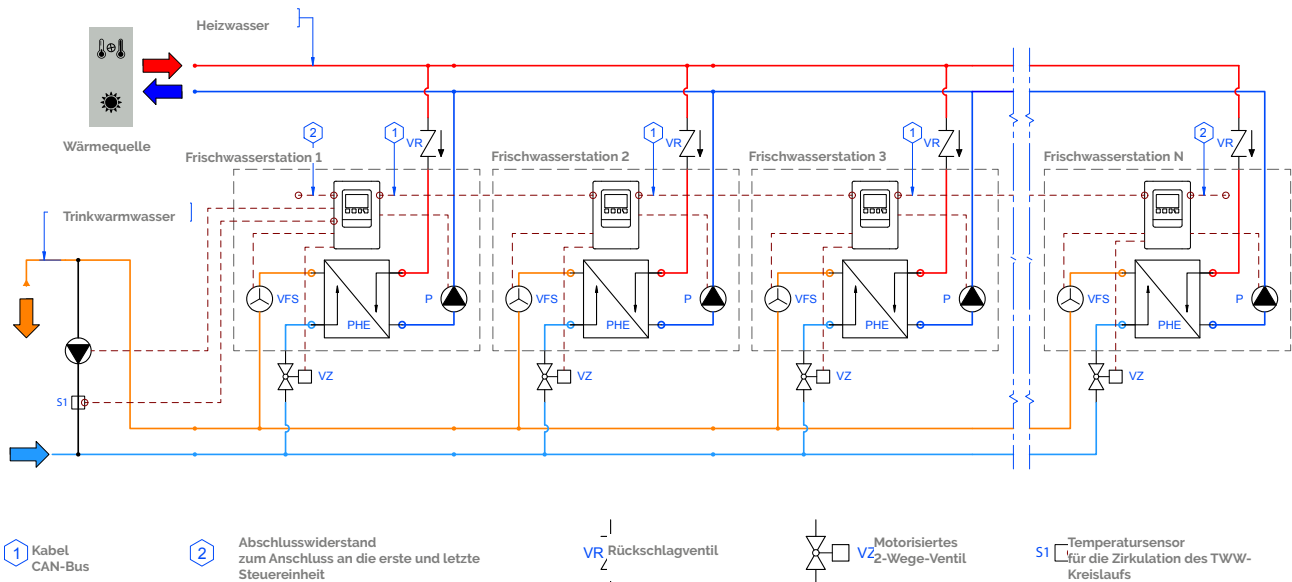 Heizwasser
2
1
VR
1
VR
1
VR
2
VR
Wärmequelle
Frischwasserstation 1
Frischwasserstation 2
Frischwasserstation 3
Frischwasserstation N
Trinkwarmwasser
VFS
P
VFS
P
VFS
P
VFS
P
PHE
PHE
PHE
PHE
VZ
VZ
VZ
VZ
S1
1
Kabel
CAN-Bus
2
Abschlusswiderstand
zum Anschluss an die erste und letzte
Steuereinheit
VR
Rückschlagventil
VZ
Motorisiertes
2-Wege-Ventil
S1
Temperatursensor
für die Zirkulation des TWW-
Kreislaufs